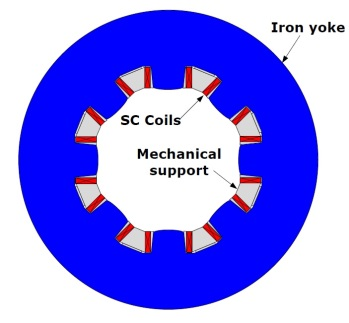 Iron yoke
SC Coils
Mechanical
support